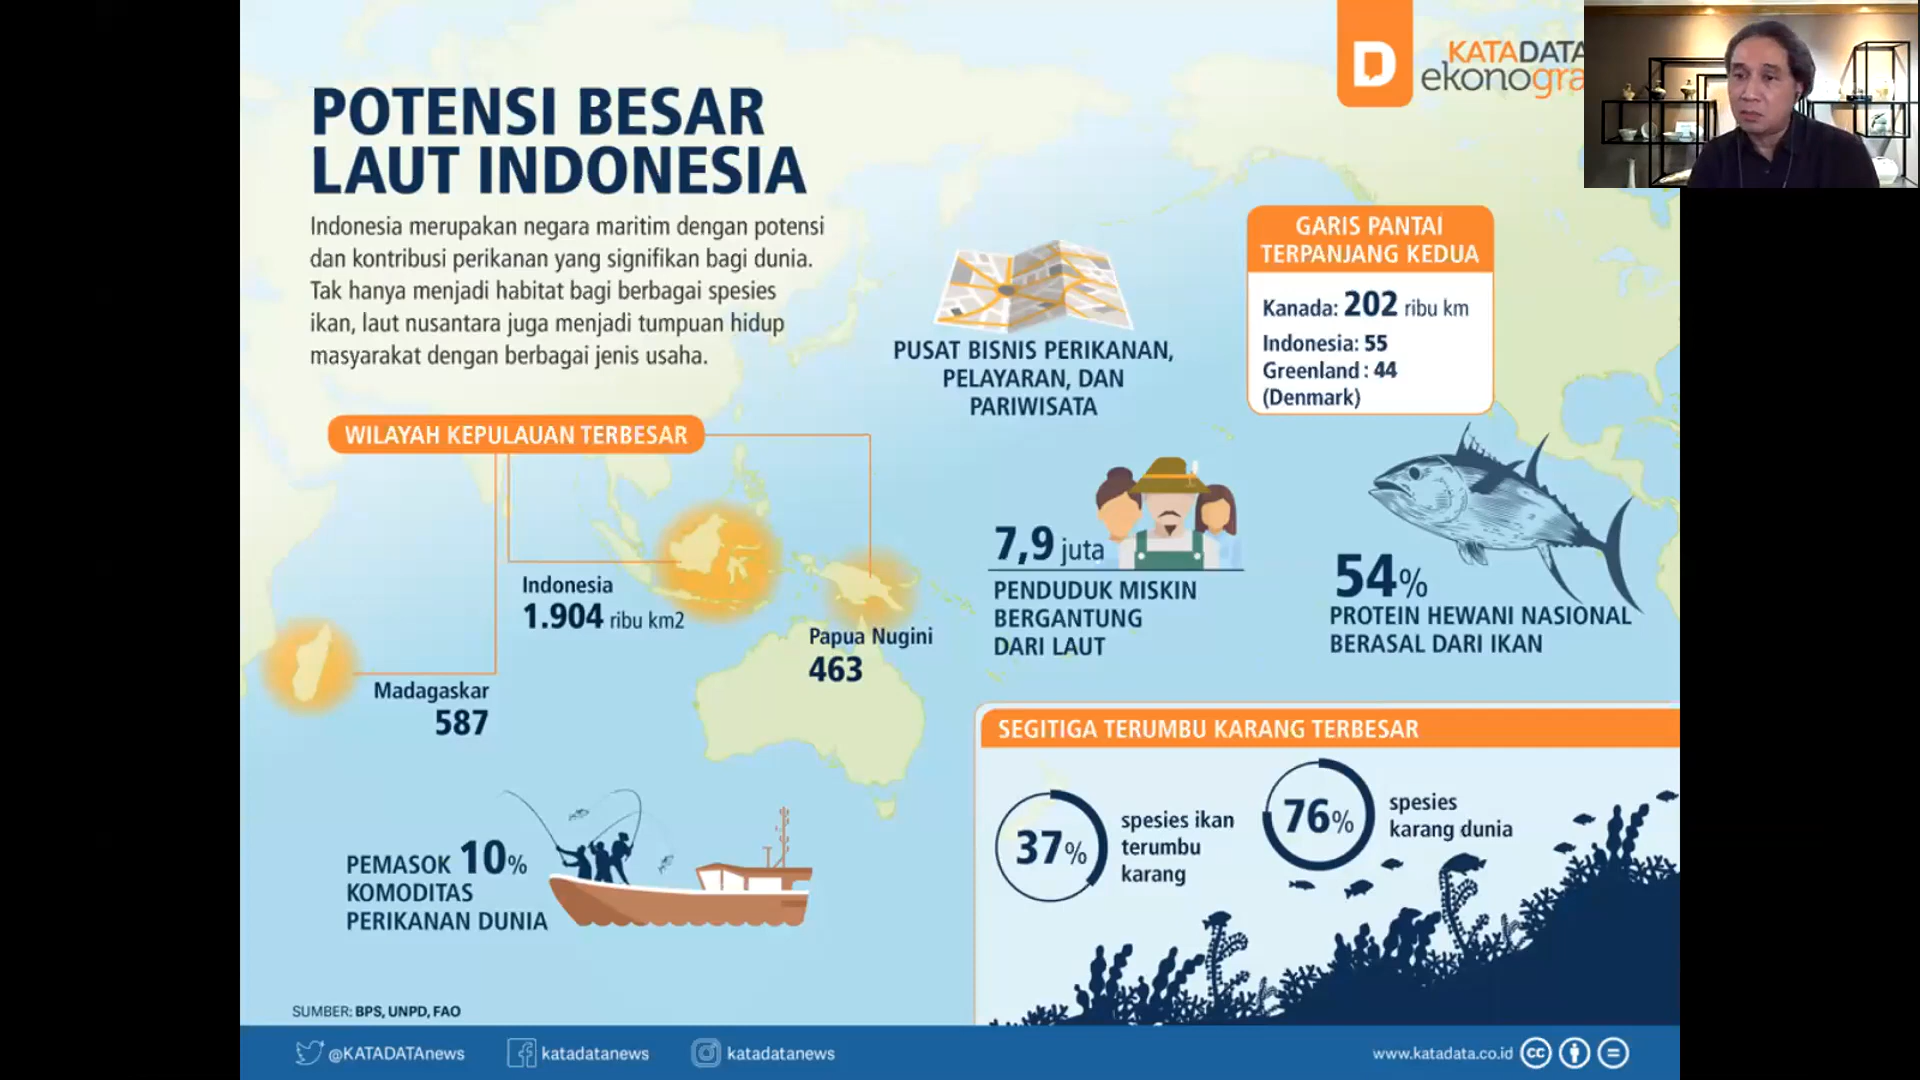 POTENSI BESAR
LAUT INDONESIA
Indonesia merupakan negara maritim dengan potensi
dan kontribusi perikanan yang signifikan bagi dunia.
Tak hanya menjadi habitat bagi berbagai spesies
ikan, laut nusantara juga menjadi tumpuan hidup
masyarakat dengan berbagai jenis usaha.
D
KATADATA
ekonogra
GARIS PANTAI
TERPANJANG KEDUA
Kanada: 202 ribu km
Indonesia: 55
Greenland : 44
(Denmark)
PUSAT BISNIS PERIKANAN,
PELAYARAN, DAN
PARIWISATA
WILAYAH KEPULAUAN TERBESAR
Indonesia
1.904 ribu km2
Papua Nugini
463
Madagaskar
587
7,9 juta
PENDUDUK MISKIN
BERGANTUNG
DARI LAUT
54%
PROTEIN HEWANI NASIONAL
BERASAL DARI IKAN
PEMASOK 10%
KOMODITAS
PERIKANAN DUNIA
SEGITIGA TERUMBU KARANG TERBESAR
37%
spesies ikan
terumbu
karang
76%
spesies
karang dunia
SUMBER: BPS, UNPD, FAO
@KATADATAnews
katadatanews
katadatanews
www.katadata.co.id
cc